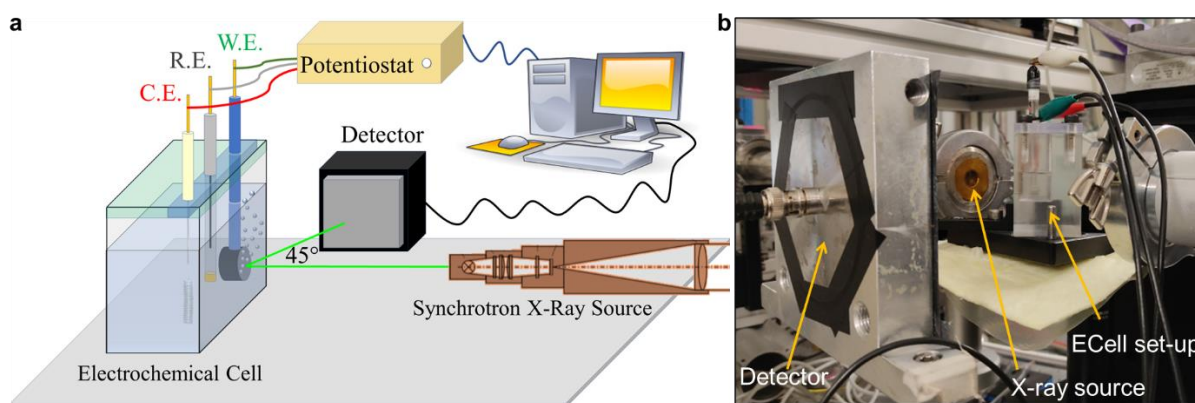 a
W.E.
R.E.
C.E.
Potentiostat
Detector
45°
Synchrotron X-Ray Source
Electrochemical Cell
b
ECell set-up
Detector
X-ray source